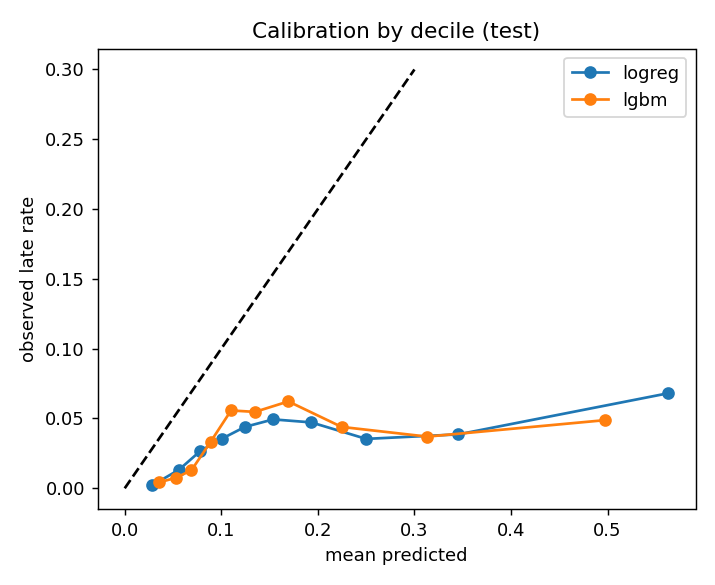 Calibration by decile (test)
logreg
lgbm
0.30
0.25
0.20
0.15
0.10
0.05
0.00
observed late rate
0.0 0.1 0.2 0.3 0.4 0.5
mean predicted